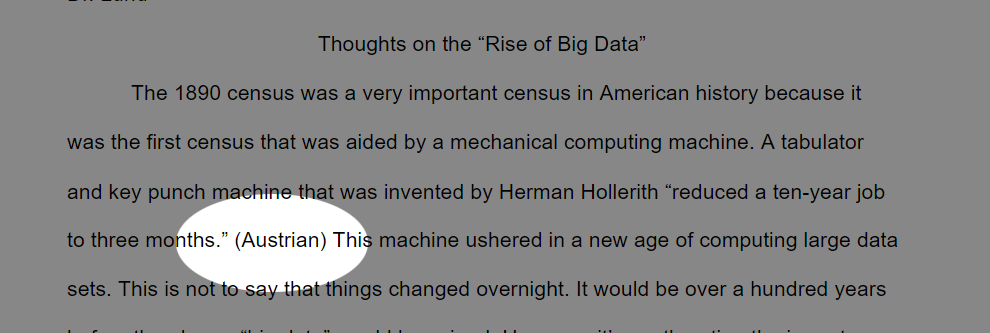 Thoughts on the “Rise of Big Data”
The 1890 census was a very important census in American history because it
was the first census that was aided by a mechanical computing machine. A tabulator
and key punch machine that was invented by Herman Hollerith “reduced a ten-year job
to three months.” (Austrian) This machine ushered in a new age of computing large data
sets. This is not to say that things changed overnight. It would be over a hundred years